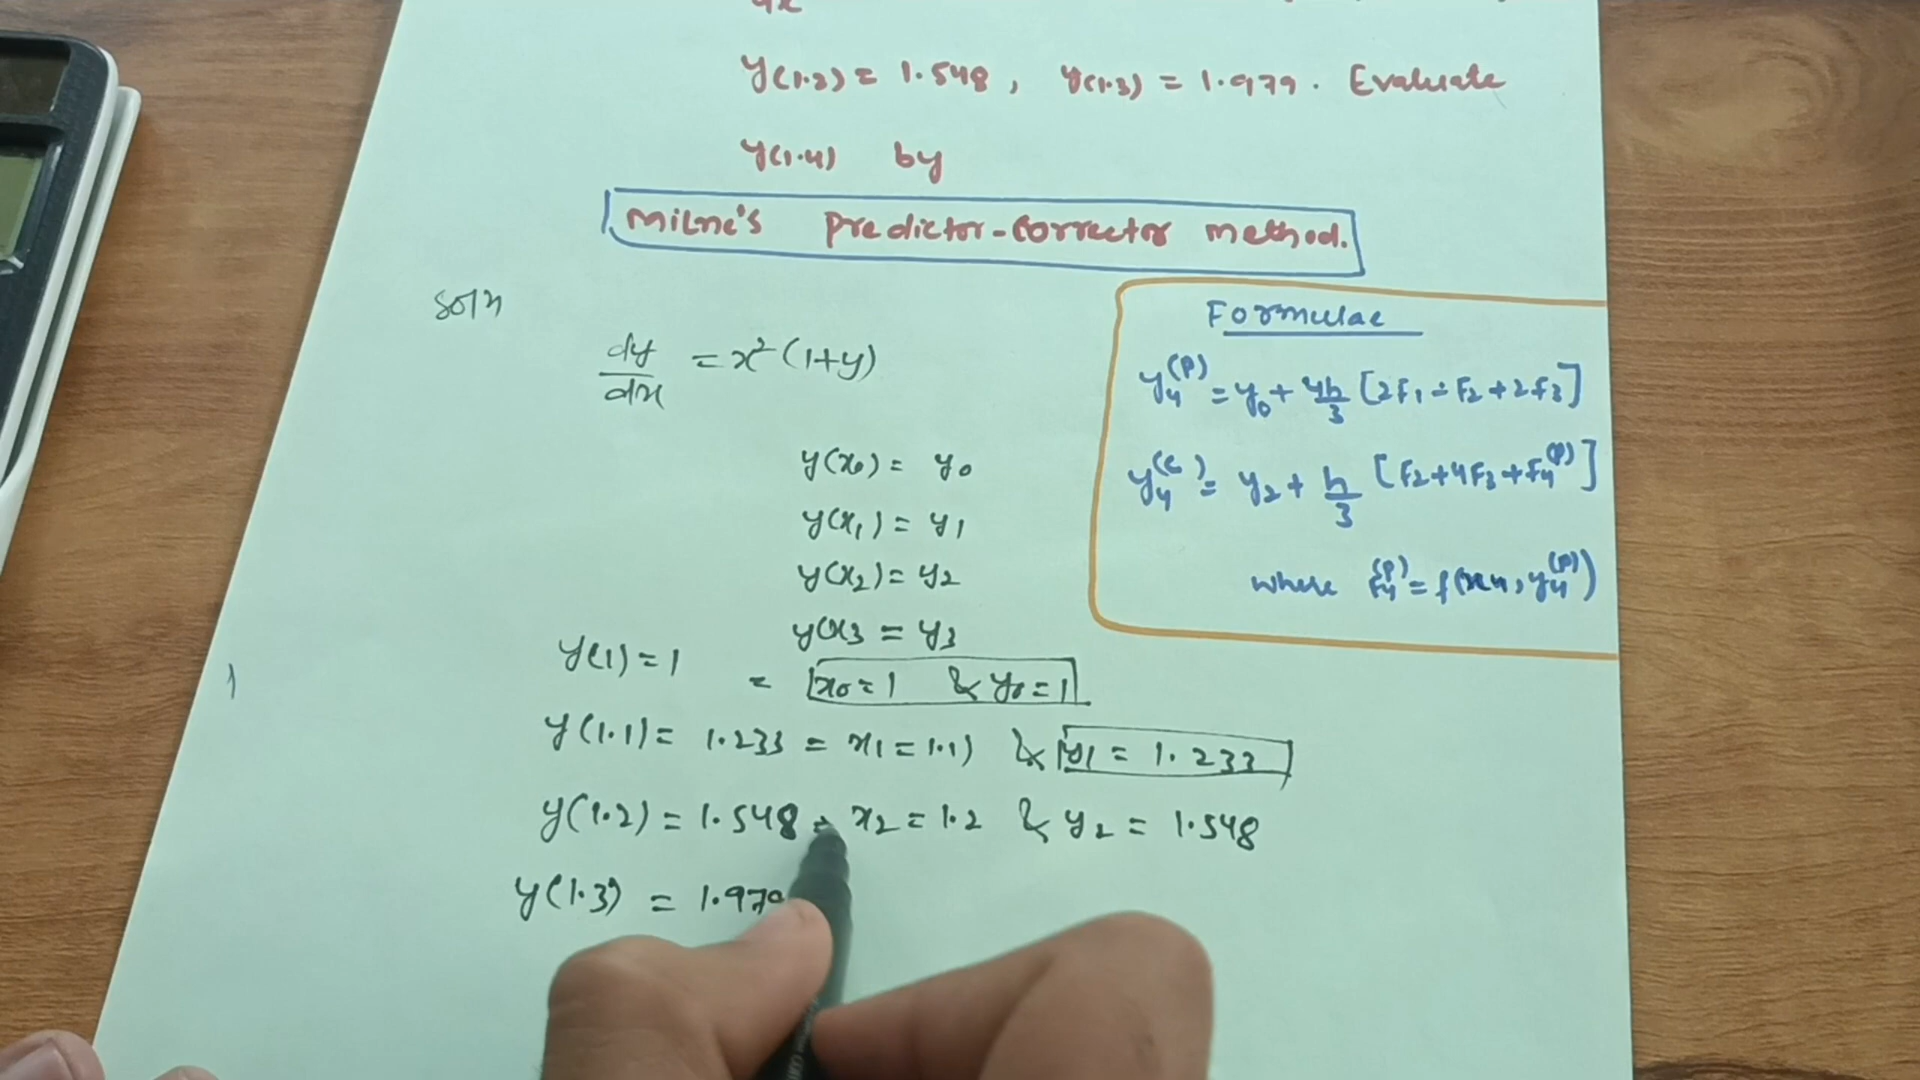 dx
y(1.2) = 1.548, y(1.3) = 1.979. Evaluate
y(1.4) by
Milne's Predictor-Corrector method.
Soln
dy/dx = x²(1+y)
Formulae
y₄⁽ᴾ⁾ = y₀ + 4h/3 [2F₁ - F₂ + 2F₃]
y₄⁽ᶜ⁾ = y₂ + h/3 [F₂+4F₃+F₄⁽ᴾ⁾]
where F₄⁽ᴾ⁾ = f(x₄, y₄⁽ᴾ⁾)
y(x₀) = y₀
y(x₁) = y₁
y(x₂) = y₂
y(x₃ = y₃
y(1) = 1 = x₀ = 1 & y₀ = 1
y(1.1) = 1.233 = x₁ = 1.1) & y₁ = 1.233
y(1.2) = 1.548 = x₂ = 1.2 & y₂ = 1.548
y(1.3) = 1.979